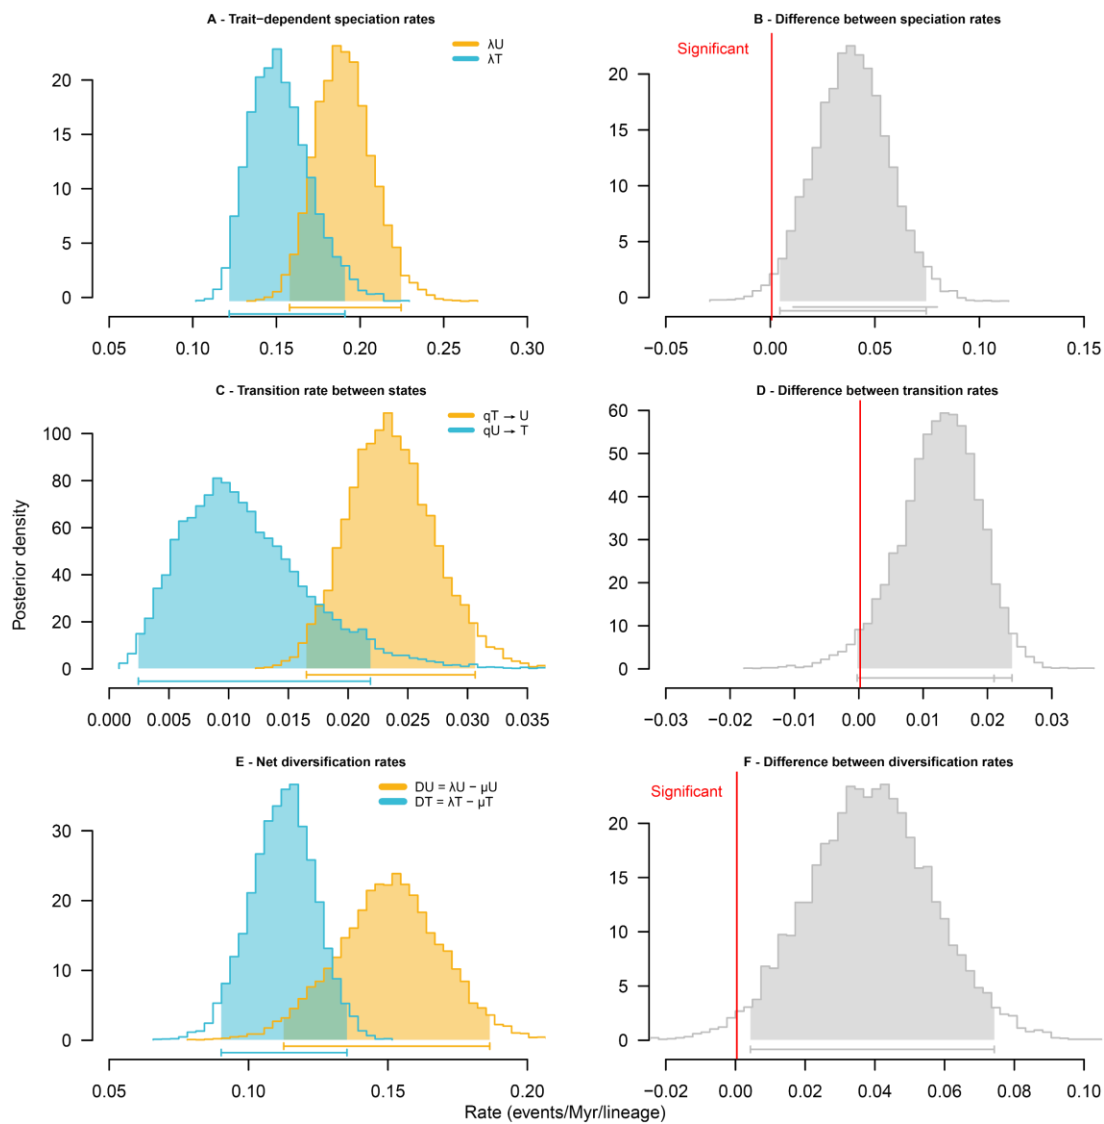 A - Trait−dependent speciation rates
λU
λT
20
15
10
5
0
0.05 0.10 0.15 0.20 0.25 0.30
B - Difference between speciation rates
Significant
20
15
10
5
0
−0.05 0.00 0.05 0.10 0.15
C - Transition rate between states
qT → U
qU → T
100
80
60
40
20
0
0.000 0.005 0.010 0.015 0.020 0.025 0.030 0.035
D - Difference between transition rates
60
50
40
30
20
10
0
−0.03 −0.02 −0.01 0.00 0.01 0.02 0.03
Posterior density
E - Net diversification rates
DU = λU − μU
DT = λT − μT
30
20
10
0
0.05 0.10 0.15 0.20
F - Difference between diversification rates
Significant
20
15
10
5
0
−0.02 0.00 0.02 0.04 0.06 0.08 0.10
Rate (events/Myr/lineage)